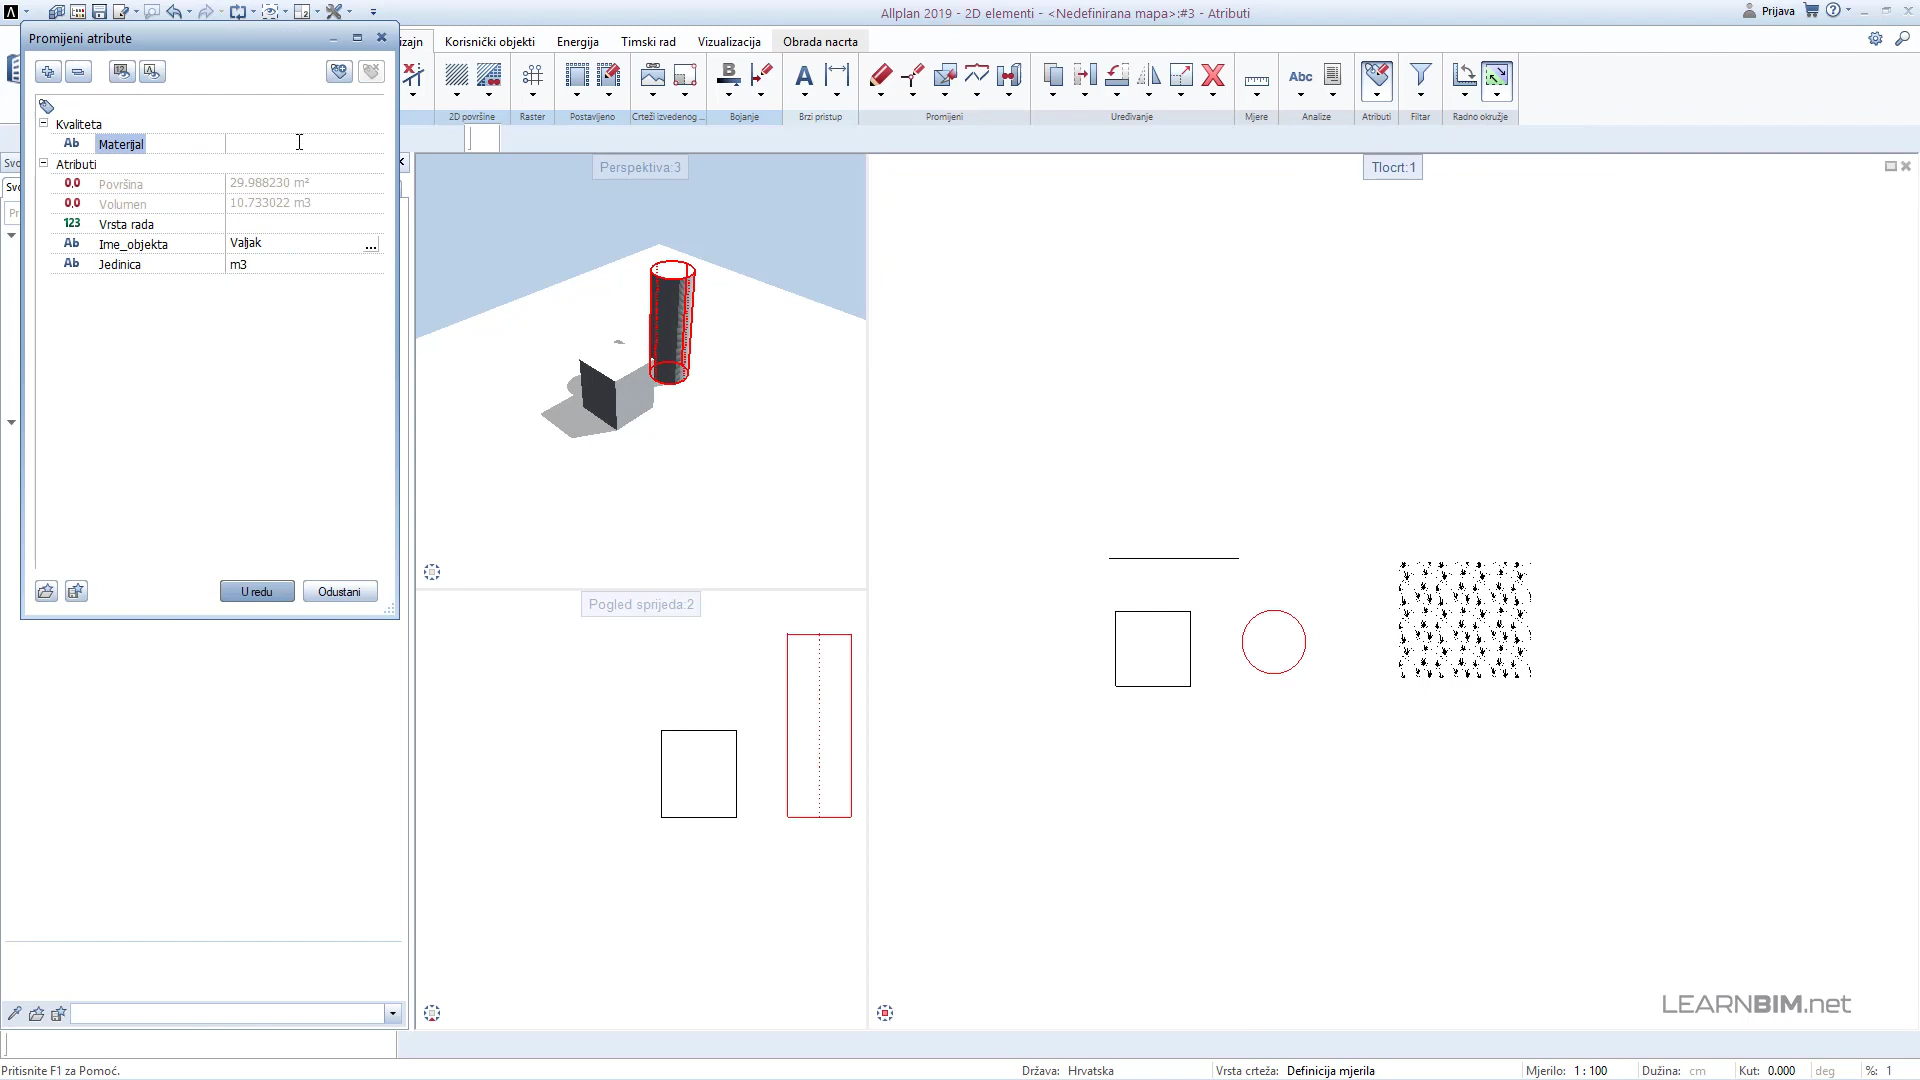 Allplan 2019 - 2D elementi - <Nedefinirana mapa>:#3 - Atributi
Prijava
Promijeni atribute
izajn
Korisnički objekti
Energija
Timski rad
Vizualizacija
Obrada nacrta
Abc
2D površine
Raster
Postavljeno
Crteži izvedenog ...
Bojanje
Brzi pristup
Promijeni
Uređivanje
Mjere
Analize
Atributi
Filtar
Radno okružje
Kvaliteta
Ab Materijal
Atributi
0,0 Površina 29.988230 m²
0,0 Volumen 10.733022 m3
123 Vrsta rada
Ab Ime_objekta Valjak ...
Ab Jedinica m3
U redu
Odustani
Svo
Svo
Pr
Perspektiva:3
Tlocrt:1
Pogled sprijeda:2
LEARNBIM.net
Pritisnite F1 za Pomoć.
Država: Hrvatska
Vrsta crteža: Definicija mjerila
Mjerilo: 1 : 100
Dužina: cm
Kut: 0.000 deg
%: 1